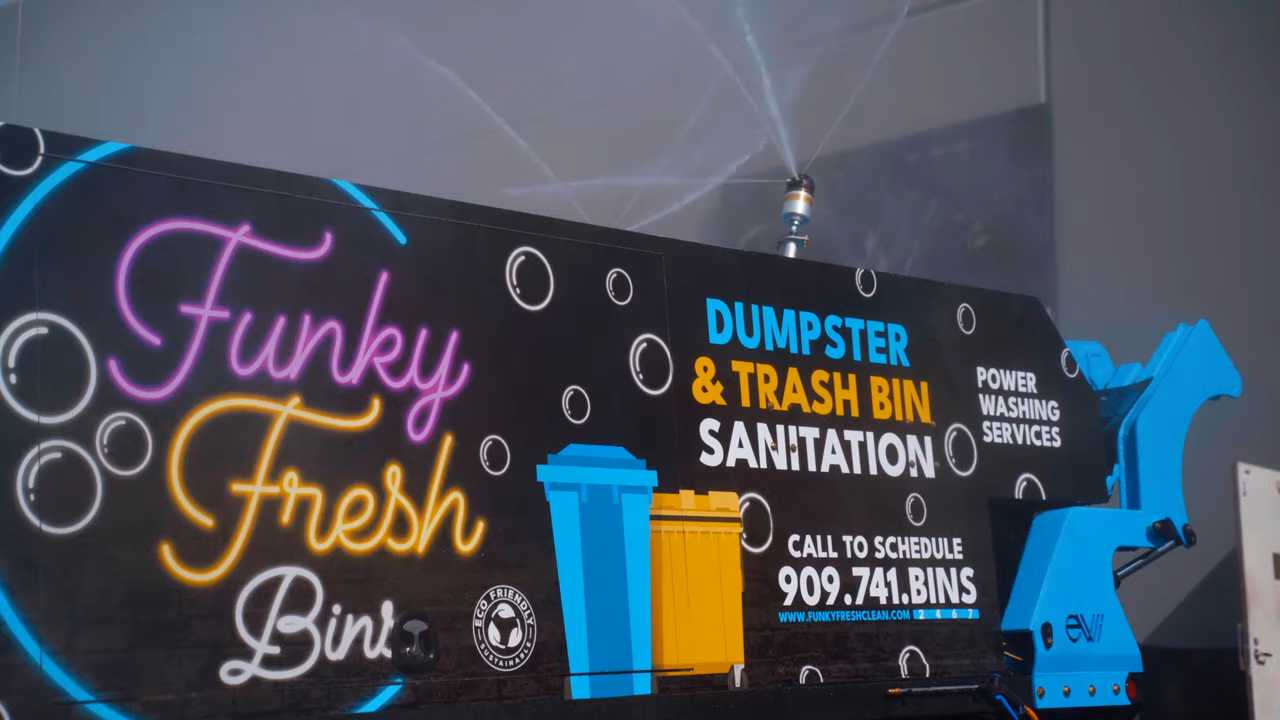 Funky
Fresh
Bins
ECO FRIENDLY
SUSTAINABLE
DUMPSTER
& TRASH BIN
SANITATION
POWER
WASHING
SERVICES
CALL TO SCHEDULE
909.741.BINS
WWW.FUNKYFRESHCLEAN.COM 2 4 6 7
ewii